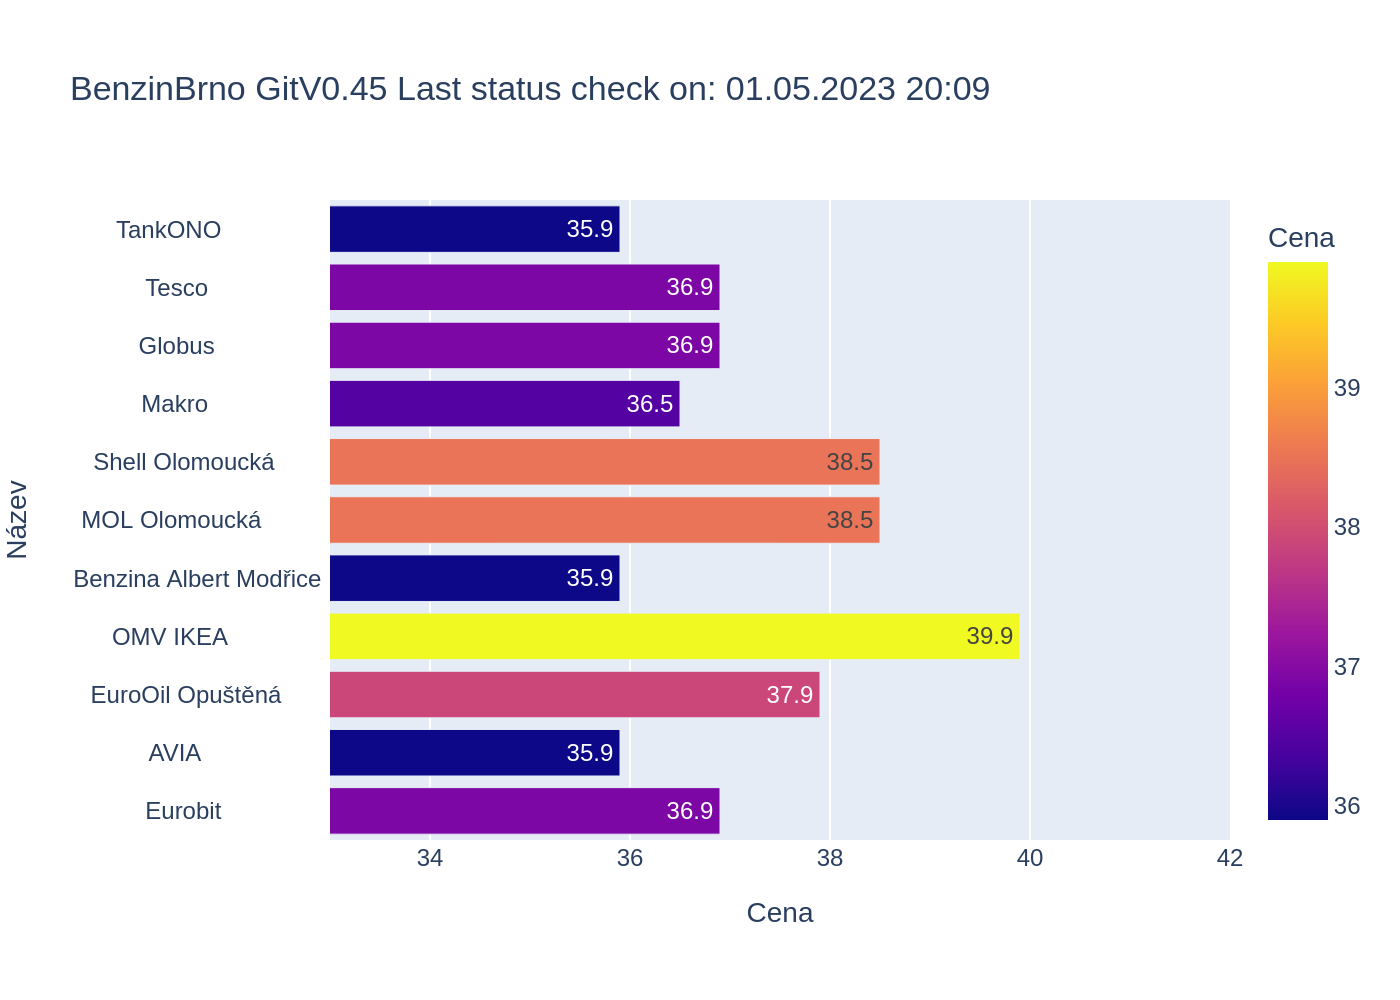 BenzinBrno GitV0.45 Last status check on: 01.05.2023 20:09
Název
TankONO 35.9
Tesco 36.9
Globus 36.9
Makro 36.5
Shell Olomoucká 38.5
MOL Olomoucká 38.5
Benzina Albert Modřice 35.9
OMV IKEA 39.9
EuroOil Opuštěná 37.9
AVIA 35.9
Eurobit 36.9
34 36 38 40 42
Cena
Cena
39
38
37
36